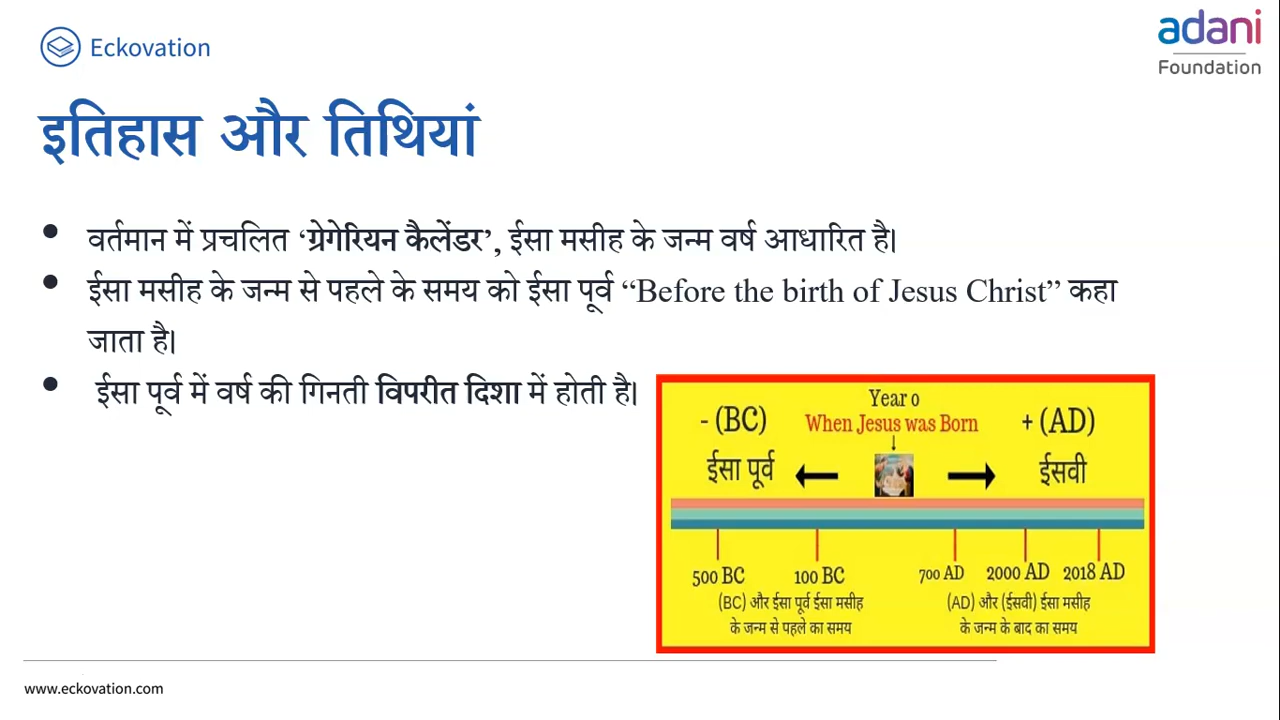 Eckovation
adani
Foundation
इतिहास और तिथियां
• वर्तमान में प्रचलित ‘ग्रेगेरियन कैलेंडर’, ईसा मसीह के जन्म वर्ष आधारित है।
• ईसा मसीह के जन्म से पहले के समय को ईसा पूर्व “Before the birth of Jesus Christ” कहा
जाता है।
• ईसा पूर्व में वर्ष की गिनती विपरीत दिशा में होती है।
Year 0
- (BC)
When Jesus was Born
+ (AD)
ईसा पूर्व
ईसवी
500 BC
100 BC
700 AD
2000 AD
2018 AD
(BC) और ईसा पूर्व ईसा मसीह
के जन्म से पहले का समय
(AD) और (ईसवी) ईसा मसीह
के जन्म के बाद का समय
www.eckovation.com